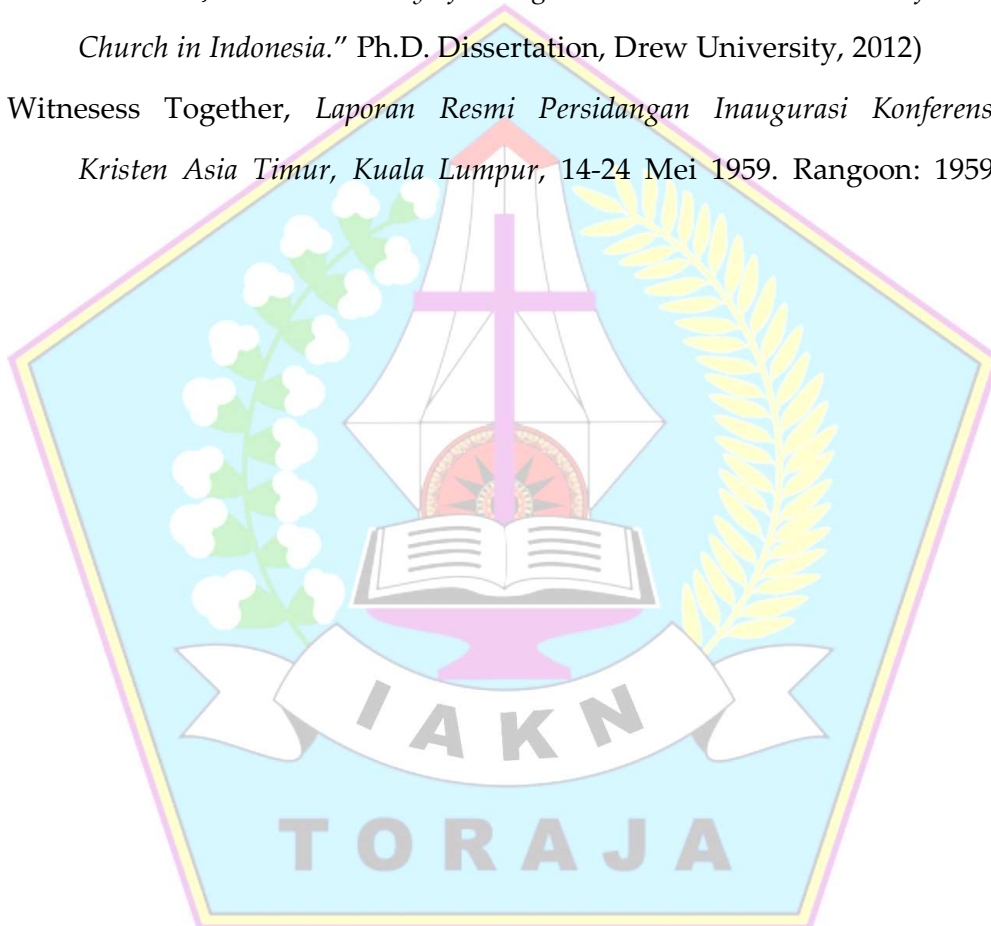 Church in Indonesia." Ph.D. Dissertation, Drew University, 2012)
Witnesess Together, Laporan Resmi Persidangan Inaugurasi Konferens
Kristen Asia Timur, Kuala Lumpur, 14-24 Mei 1959. Rangoon: 1959
IAKN
TORAJA